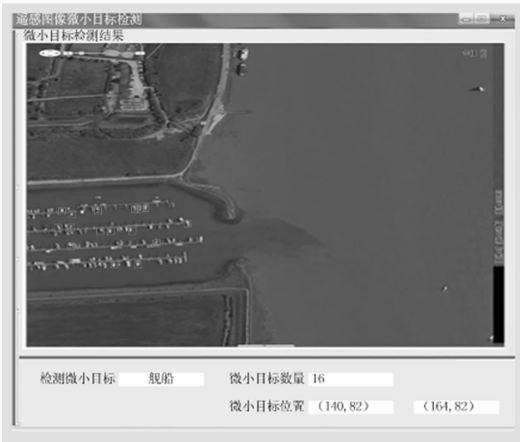 遥感图像微小目标检测
微小目标检测结果
检测微小目标 舰船 微小目标数量 16
微小目标位置 (140,82) (164,82)